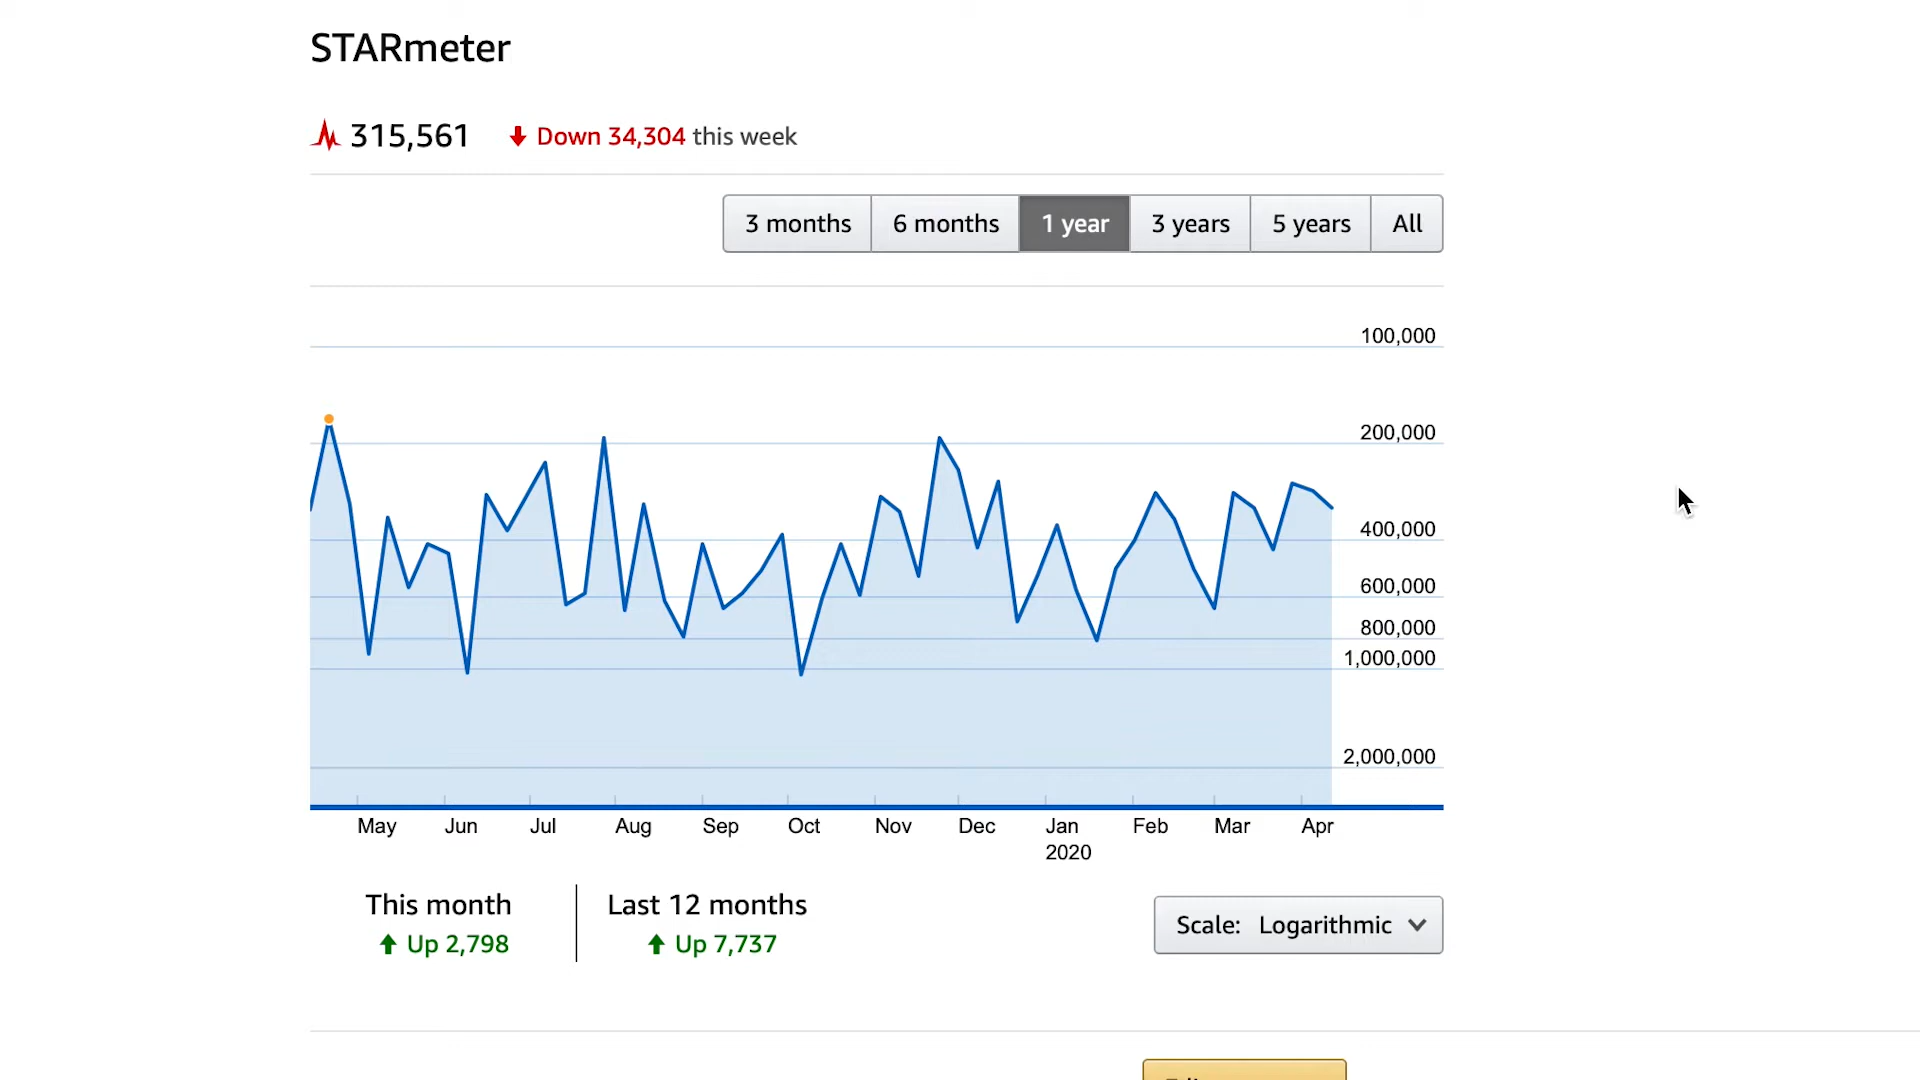 STARmeter
315,561 Down 34,304 this week
3 months 6 months 1 year 3 years 5 years All
100,000
200,000
400,000
600,000
800,000
1,000,000
2,000,000
May Jun Jul Aug Sep Oct Nov Dec Jan Feb Mar Apr
2020
This month Last 12 months
Up 2,798 Up 7,737
Scale: Logarithmic